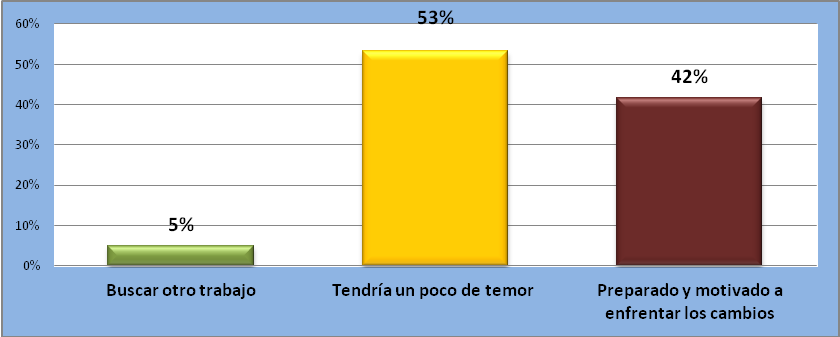 60%
53%
50%
42%
40%
30%
20%
10%
5%
0%
Buscar otro trabajo
Tendría un poco de temor
Preparado y motivado a
enfrentar los cambios